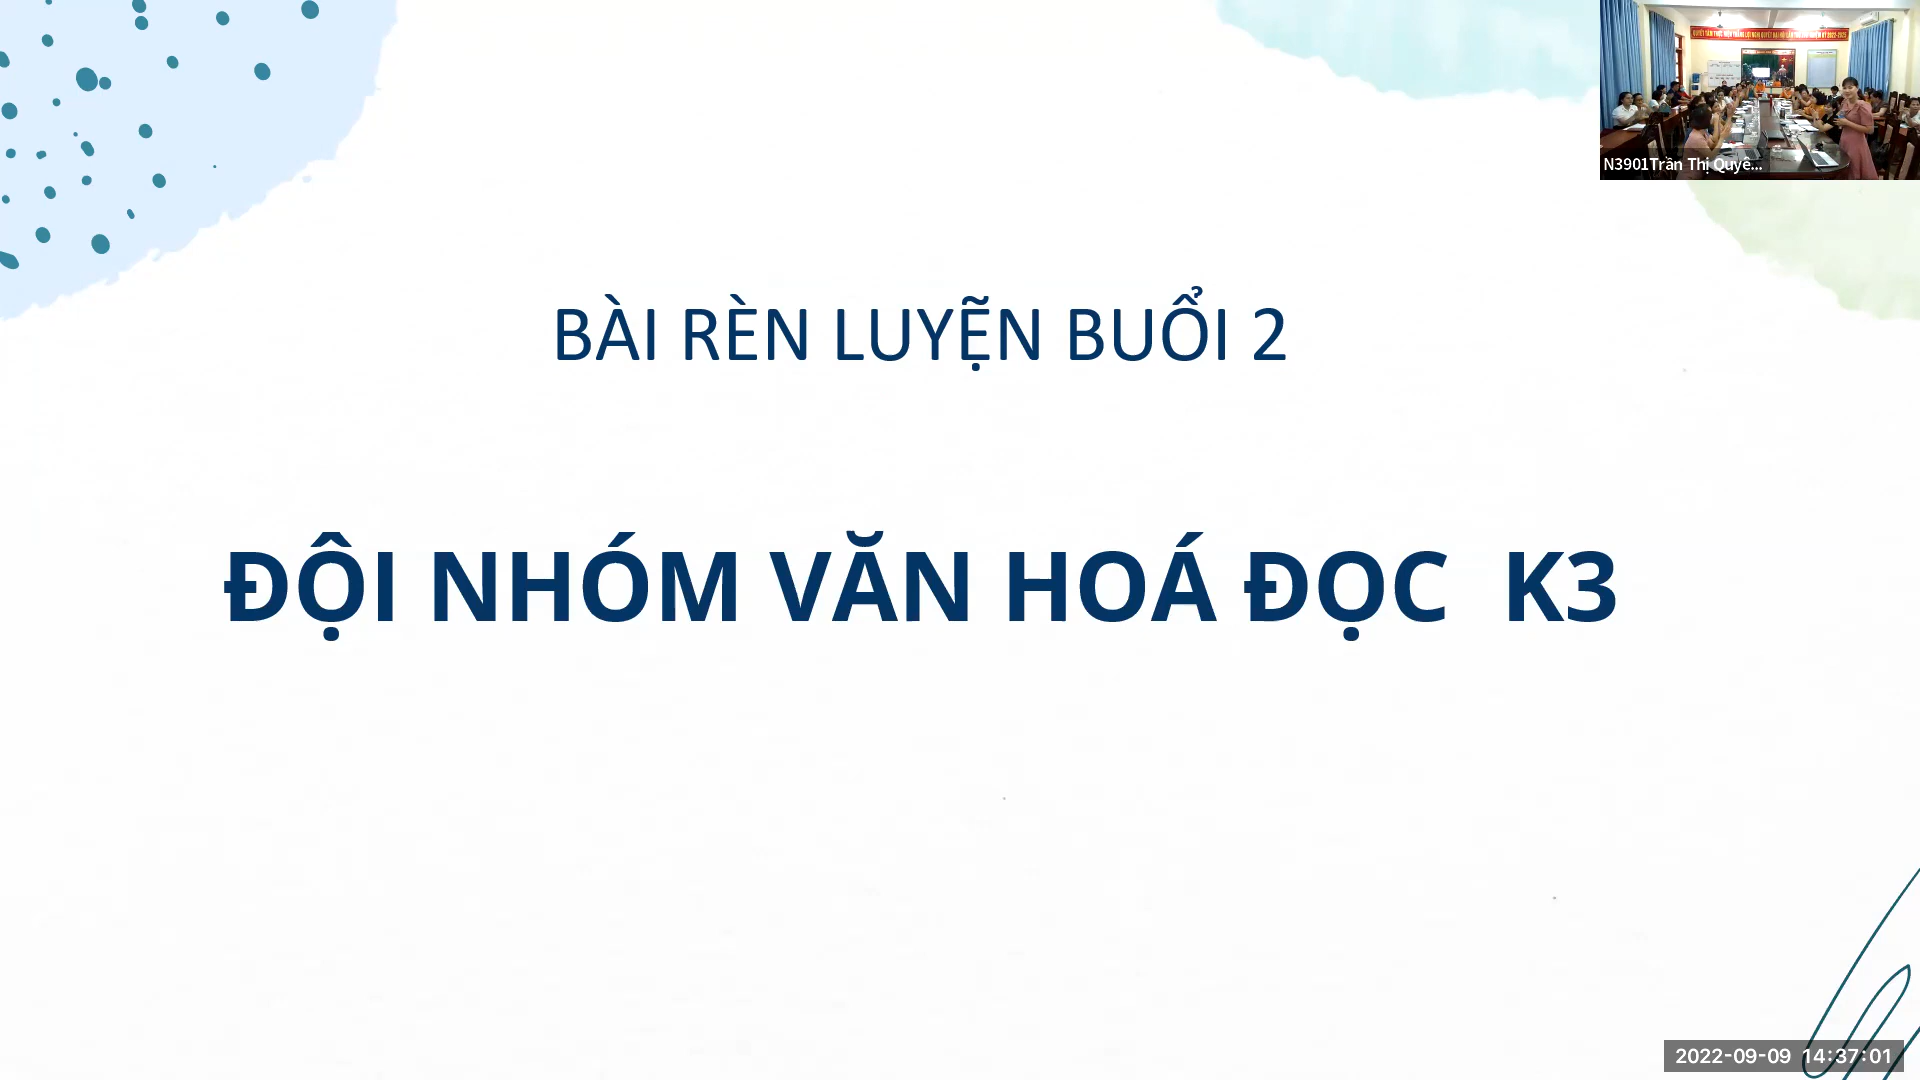 BÀI RÈN LUYỆ̃N BUỔI 2
ĐỘI NHÓM VĂN HOÁ ĐỌC K3
N3901Trần Thị Quyê...
2022-09-09 14:37:01